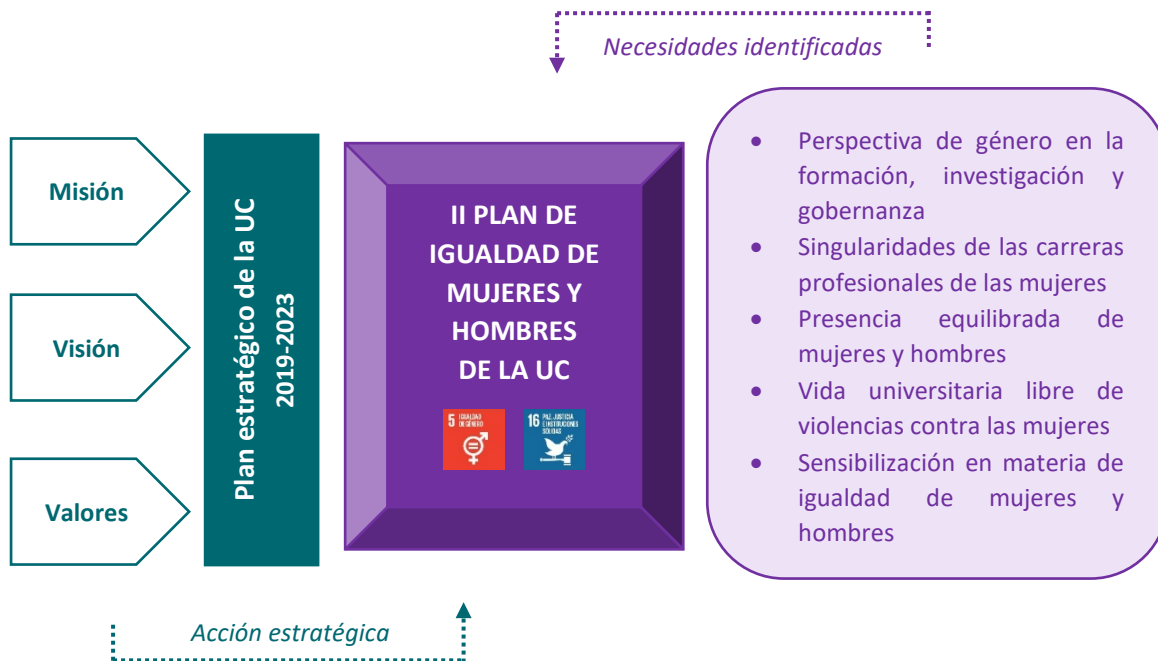 Necesidades identificadas
Misión
Visión
Valores
Plan estratégico de la UC
2019-2023
II PLAN DE
IGUALDAD DE
MUJERES Y
HOMBRES
DE LA UC
5 IGUALDAD
DE GÉNERO
16 PAZ, JUSTICIA
E INSTITUCIONES
SÓLIDAS
• Perspectiva de género en la
formación, investigación y
gobernanza
• Singularidades de las carreras
profesionales de las mujeres
• Presencia equilibrada de
mujeres y hombres
• Vida universitaria libre de
violencias contra las mujeres
• Sensibilización en materia de
igualdad de mujeres y
hombres
Acción estratégica